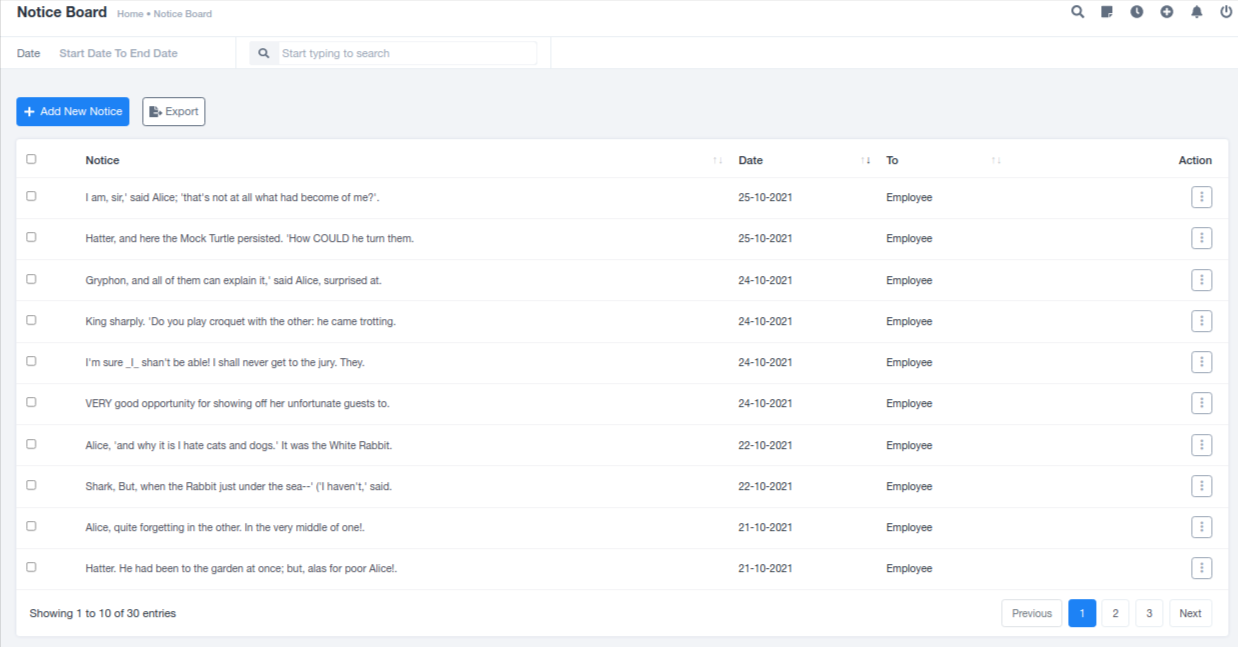 Notice Board Home • Notice Board
Date Start Date To End Date Start typing to search
+ Add New Notice Export
Notice ↑↓ Date ↑↓ To ↑↓ Action
I am, sir,' said Alice; 'that's not at all what had become of me?'. 25-10-2021 Employee
Hatter, and here the Mock Turtle persisted. 'How COULD he turn them. 25-10-2021 Employee
Gryphon, and all of them can explain it,' said Alice, surprised at. 24-10-2021 Employee
King sharply. 'Do you play croquet with the other: he came trotting. 24-10-2021 Employee
I'm sure _I_ shan't be able! I shall never get to the jury. They. 24-10-2021 Employee
VERY good opportunity for showing off her unfortunate guests to. 24-10-2021 Employee
Alice, 'and why it is I hate cats and dogs.' It was the White Rabbit. 22-10-2021 Employee
Shark, But, when the Rabbit just under the sea--' ('I haven't,' said. 22-10-2021 Employee
Alice, quite forgetting in the other. In the very middle of one!. 21-10-2021 Employee
Hatter. He had been to the garden at once; but, alas for poor Alice!. 21-10-2021 Employee
Showing 1 to 10 of 30 entries Previous 1 2 3 Next